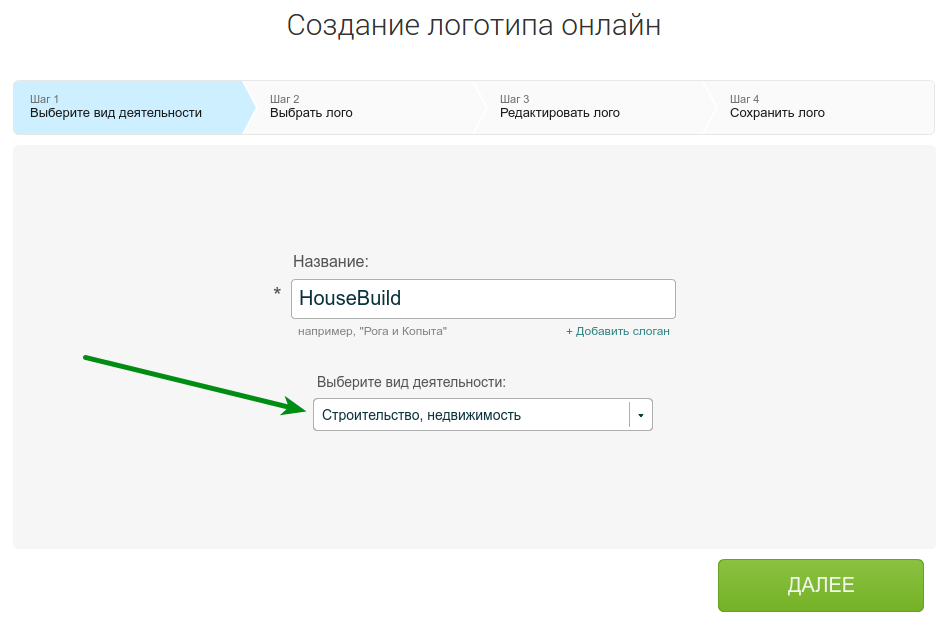 Создание логотипа онлайн
Шаг 1
Выберите вид деятельности
Шаг 2
Выбрать лого
Шаг 3
Редактировать лого
Шаг 4
Сохранить лого
Название:
*
HouseBuild
например, "Рога и Копыта"
+ Добавить слоган
Выберите вид деятельности:
Строительство, недвижимость
ДАЛЕЕ